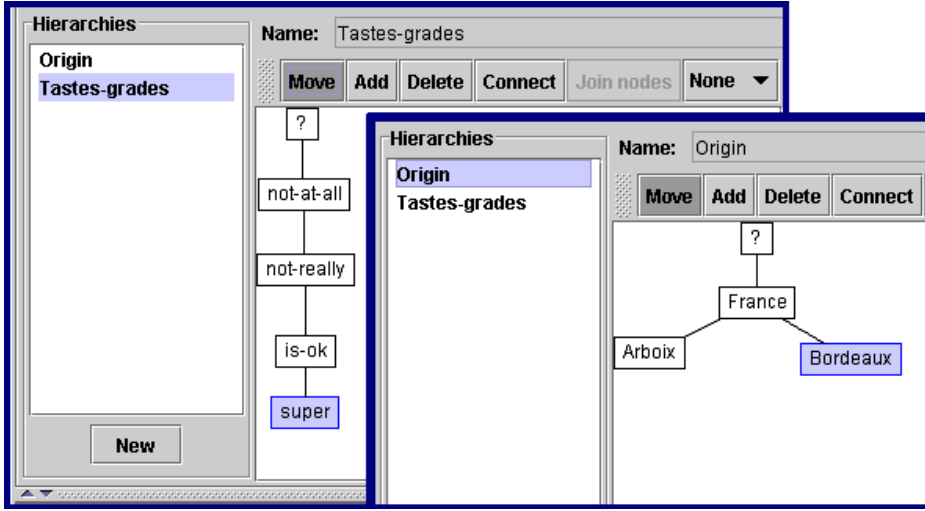 Hierarchies
Origin
Tastes-grades
New
Name: Tastes-grades
Move Add Delete Connect Join nodes None
?
not-at-all
not-really
is-ok
super
Hierarchies
Origin
Tastes-grades
Name: Origin
Move Add Delete Connect
?
France
Arboix
Bordeaux